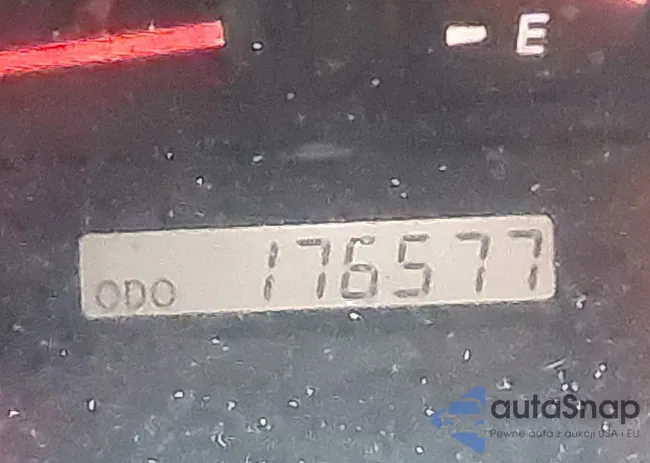 E
ODO 176577
autaSnap
Pewne auta z aukcji USA i EU